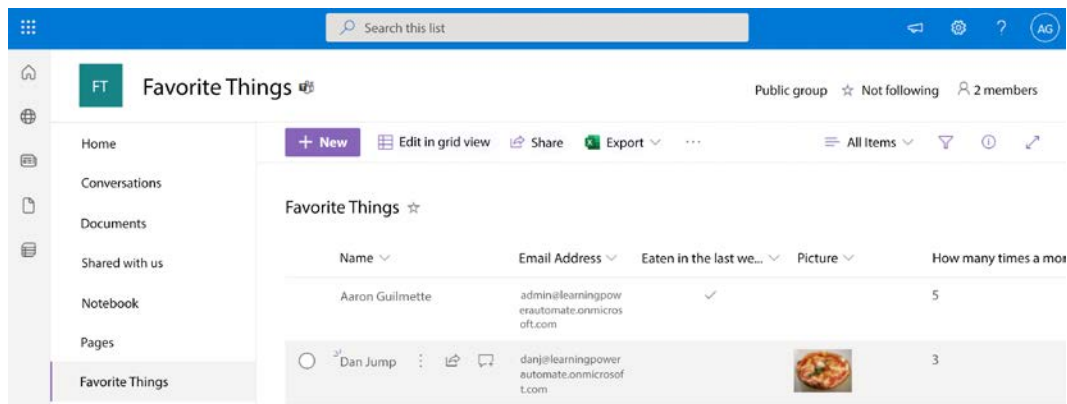 Search this list
?
AG
FT
Favorite Things
Public group
Not following
2 members
Home
Conversations
Documents
Shared with us
Notebook
Pages
Favorite Things
+ New
Edit in grid view
Share
Export
...
All Items
Favorite Things
Name
Email Address
Eaten in the last we...
Picture
How many times a mor
Aaron Guilmette
admin@learningpow
erautomate.onmicros
oft.com
5
Dan Jump
danj@learningpower
automate.onmicrosof
t.com
3